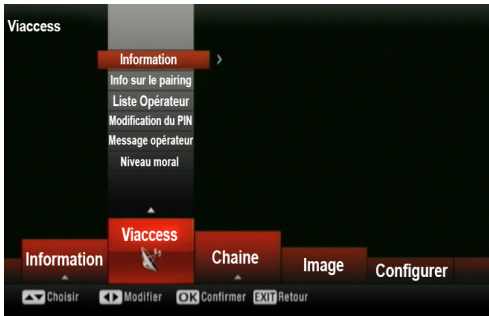 Viaccess
Information
Info sur le pairing
Liste Opérateur
Modification du PIN
Message opérateur
Niveau moral
Information
Viaccess
Chaine
Image
Configurer
Choisir
Modifier
OK Confirmer
EXIT Retour